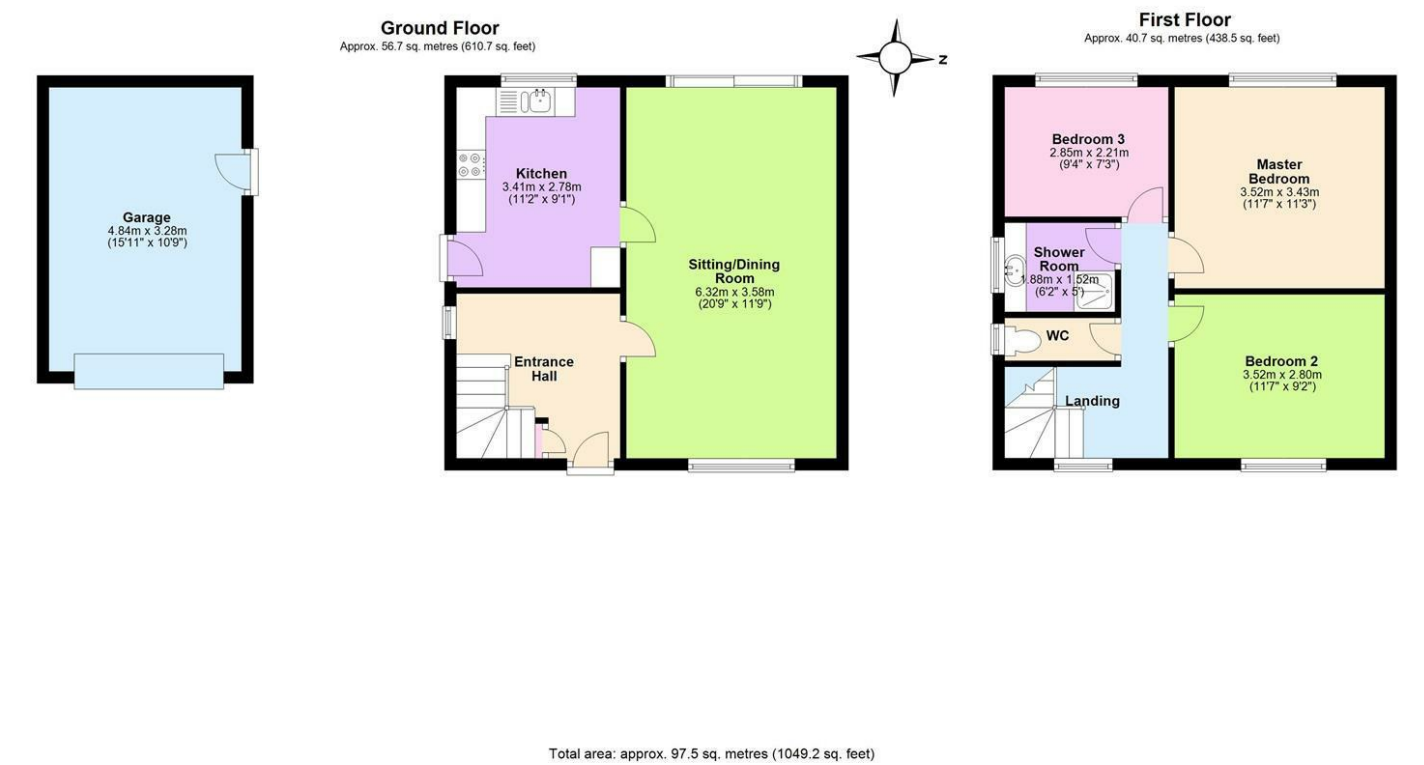 Ground Floor
Approx. 56.7 sq. metres (610.7 sq. feet)
First Floor
Approx. 40.7 sq. metres (438.5 sq. feet)
N
Garage
4.84m x 3.28m
(15'11" x 10'9")
Kitchen
3.41m x 2.78m
(11'2" x 9'1")
Sitting/Dining
Room
6.32m x 3.58m
(20'9" x 11'9")
Entrance
Hall
Bedroom 3
2.85m x 2.21m
(9'4" x 7'3")
Master
Bedroom
3.52m x 3.43m
(11'7" x 11'3")
Shower
Room
1.88m x 1.52m
(6'2" x 5')
WC
Bedroom 2
3.52m x 2.80m
(11'7" x 9'2")
Landing
Total area: approx. 97.5 sq. metres (1049.2 sq. feet)